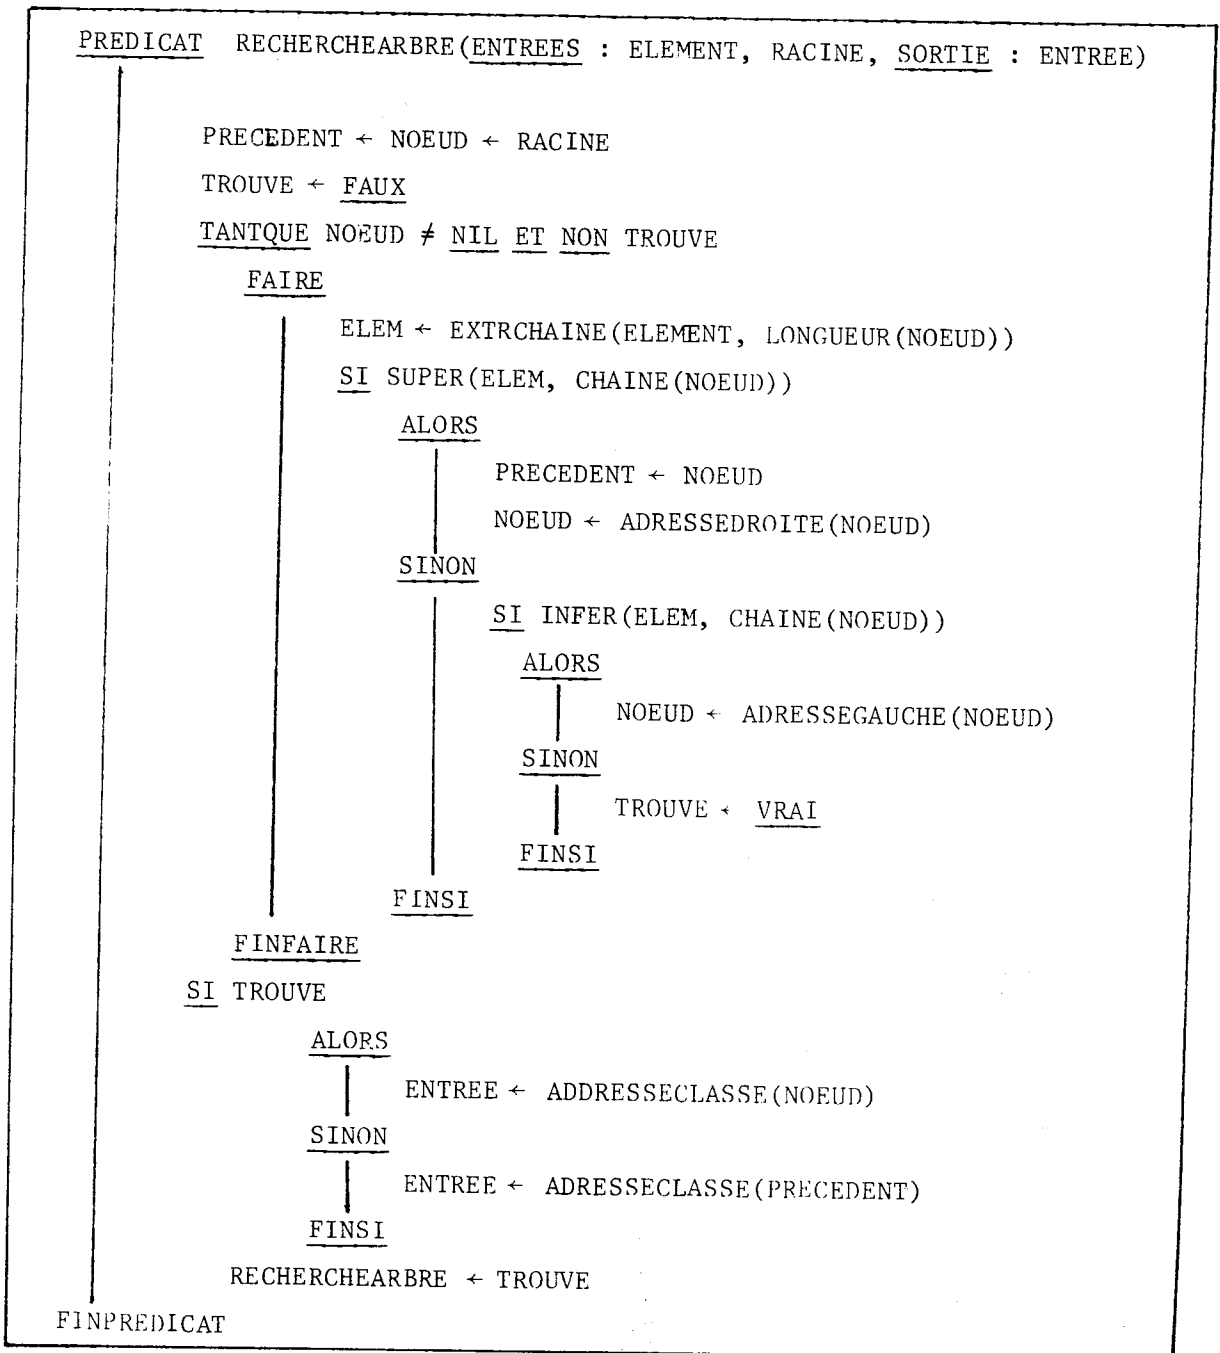 PREDICAT RECHERCHEARBRE(ENTREES : ELEMENT, RACINE, SORTIE : ENTREE)
PRECEDENT ← NOEUD ← RACINE
TROUVE ← FAUX
TANTQUE NOEUD ≠ NIL ET NON TROUVE
FAIRE
ELEM ← EXTRCHAINE(ELEMENT, LONGUEUR(NOEUD))
SI SUPER(ELEM, CHAINE(NOEUD))
ALORS
PRECEDENT ← NOEUD
NOEUD ← ADRESSEDROITE(NOEUD)
SINON
SI INFER(ELEM, CHAINE(NOEUD))
ALORS
NOEUD ← ADRESSEGAUCHE(NOEUD)
SINON
TROUVE ← VRAI
FINSI
FINSI
FINFAIRE
SI TROUVE
ALORS
ENTREE ← ADDRESSECLASSE(NOEUD)
SINON
ENTREE ← ADRESSECLASSE(PRECEDENT)
FINSI
RECHERCHEARBRE ← TROUVE
FINPREDICAT